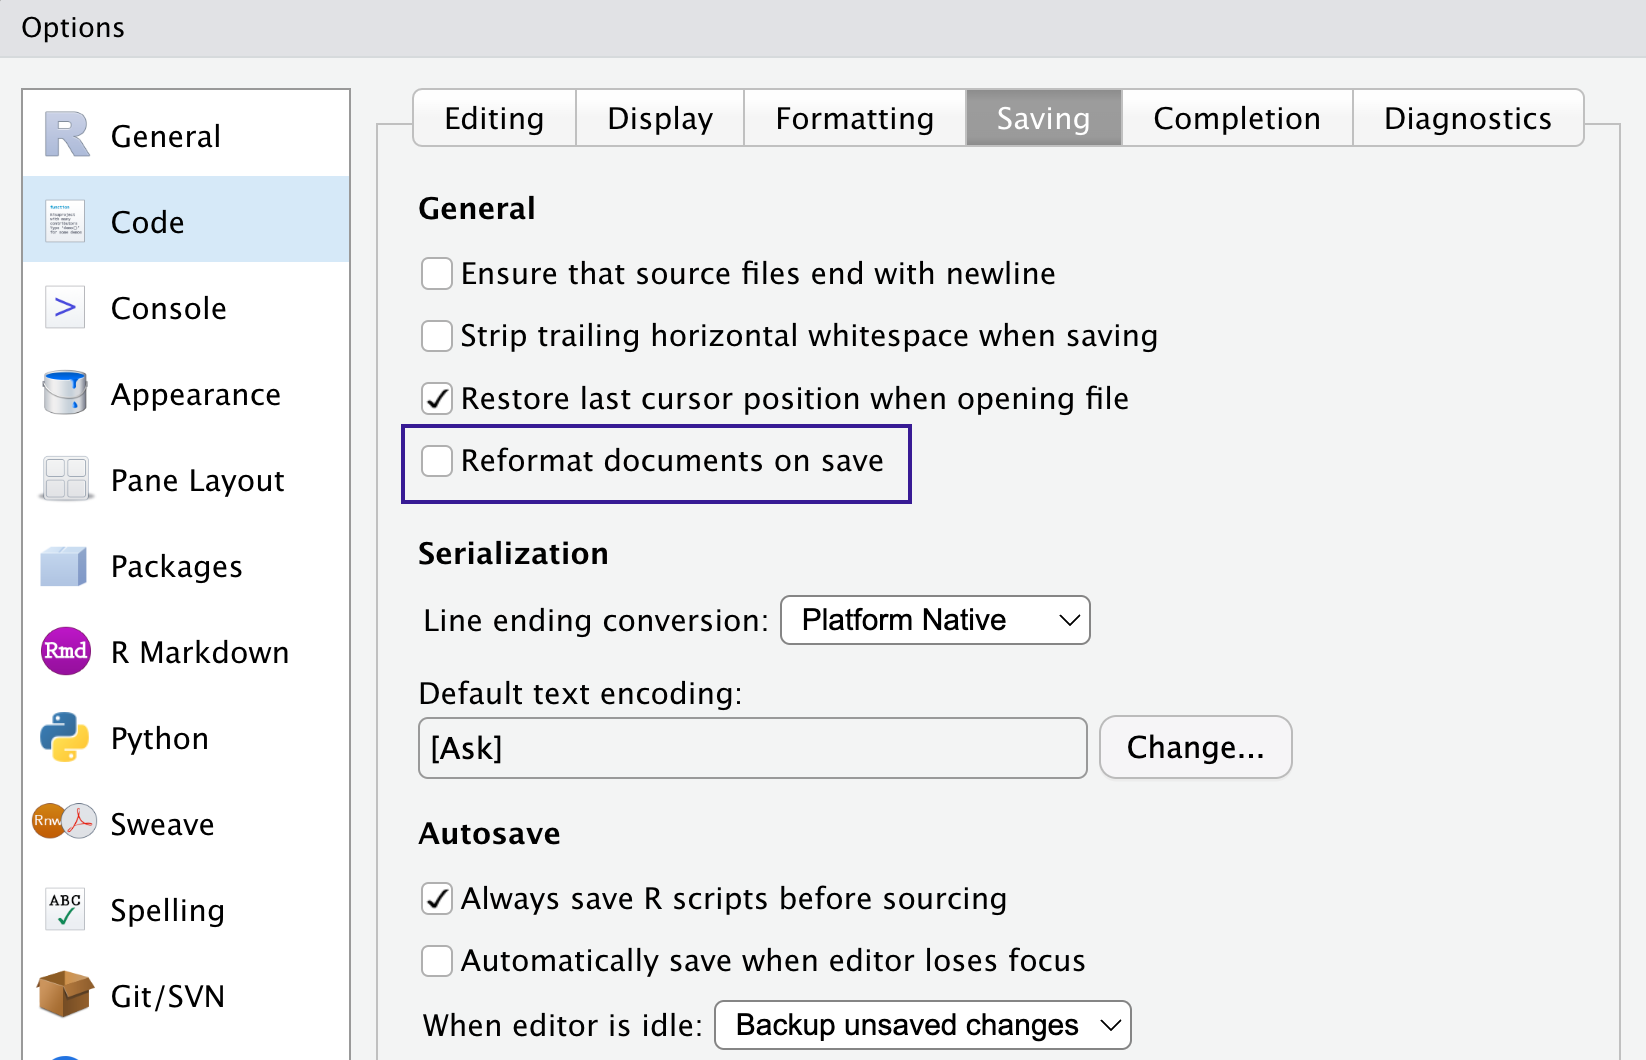 Options
General
Code
Console
Appearance
Pane Layout
Packages
Rmd
R Markdown
Python
Rnw
Sweave
ABC
Spelling
Git/SVN
Editing
Display
Formatting
Saving
Completion
Diagnostics
General
Ensure that source files end with newline
Strip trailing horizontal whitespace when saving
Restore last cursor position when opening file
Reformat documents on save
Serialization
Line ending conversion: Platform Native
Default text encoding:
[Ask] Change...
Autosave
Always save R scripts before sourcing
Automatically save when editor loses focus
When editor is idle: Backup unsaved changes